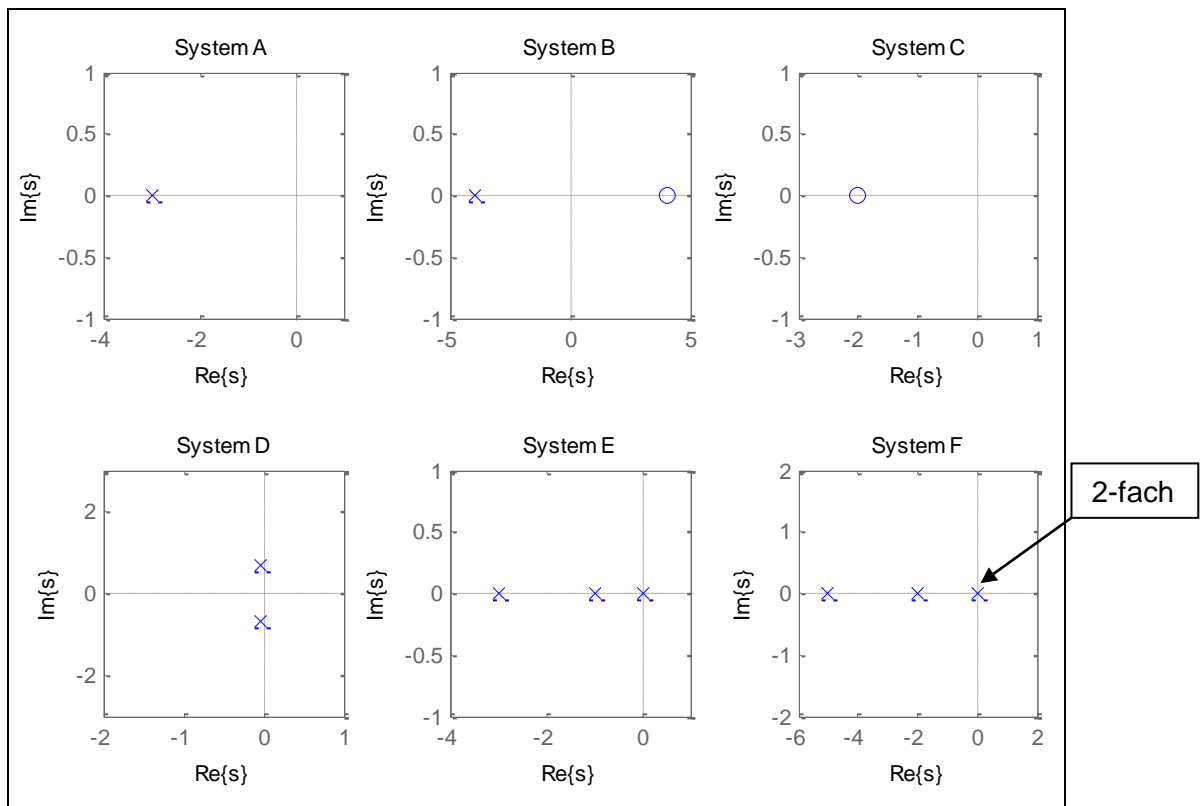 System A
1
0.5
0
-0.5
-1
-4
-2
0
Im{s}
Re{s}
System B
1
0.5
0
-0.5
-1
-5
0
5
Im{s}
Re{s}
System C
1
0.5
0
-0.5
-1
-3
-2
-1
0
1
Im{s}
Re{s}
System D
2
0
-2
-2
-1
0
1
Im{s}
Re{s}
System E
1
0.5
0
-0.5
-1
-4
-2
0
Im{s}
Re{s}
System F
2
1
0
-1
-2
-6
-4
-2
0
2
Im{s}
Re{s}
2-fach